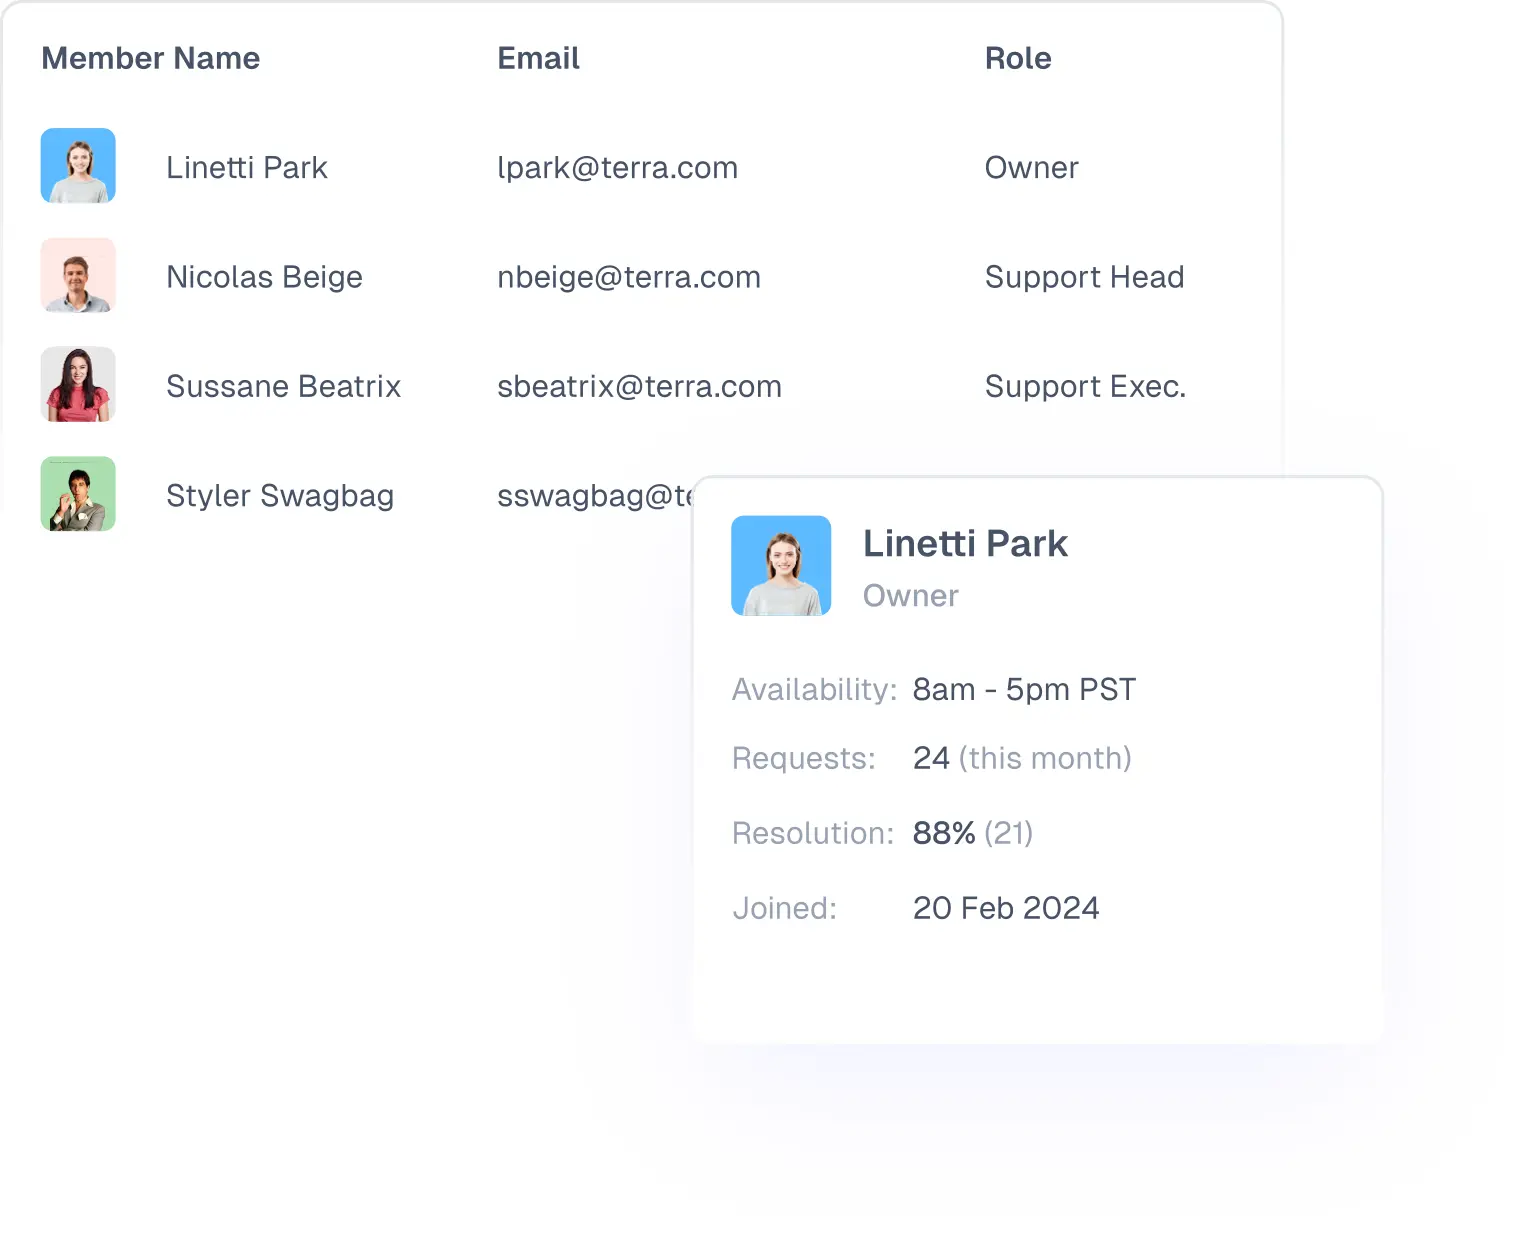 Member Name Email Role
Linetti Park lpark@terra.com Owner
Nicolas Beige nbeige@terra.com Support Head
Sussane Beatrix sbeatrix@terra.com Support Exec.
Styler Swagbag sswagbag@te
Linetti Park
Owner
Availability: 8am - 5pm PST
Requests: 24 (this month)
Resolution: 88% (21)
Joined: 20 Feb 2024